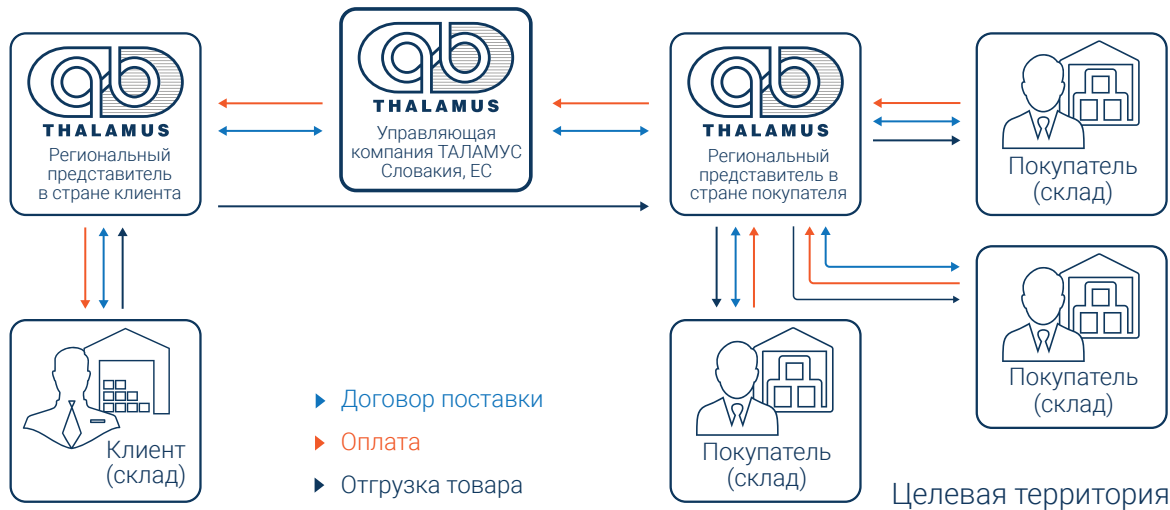 THALAMUS
Региональный
представитель
в стране клиента
THALAMUS
Управляющая
компания ТАЛАМУС
Словакия, ЕС
THALAMUS
Региональный
представитель в
стране покупателя
Покупатель
(склад)
Покупатель
(склад)
Клиент
(склад)
Договор поставки
Оплата
Отгрузка товара
Покупатель
(склад)
Целевая территория